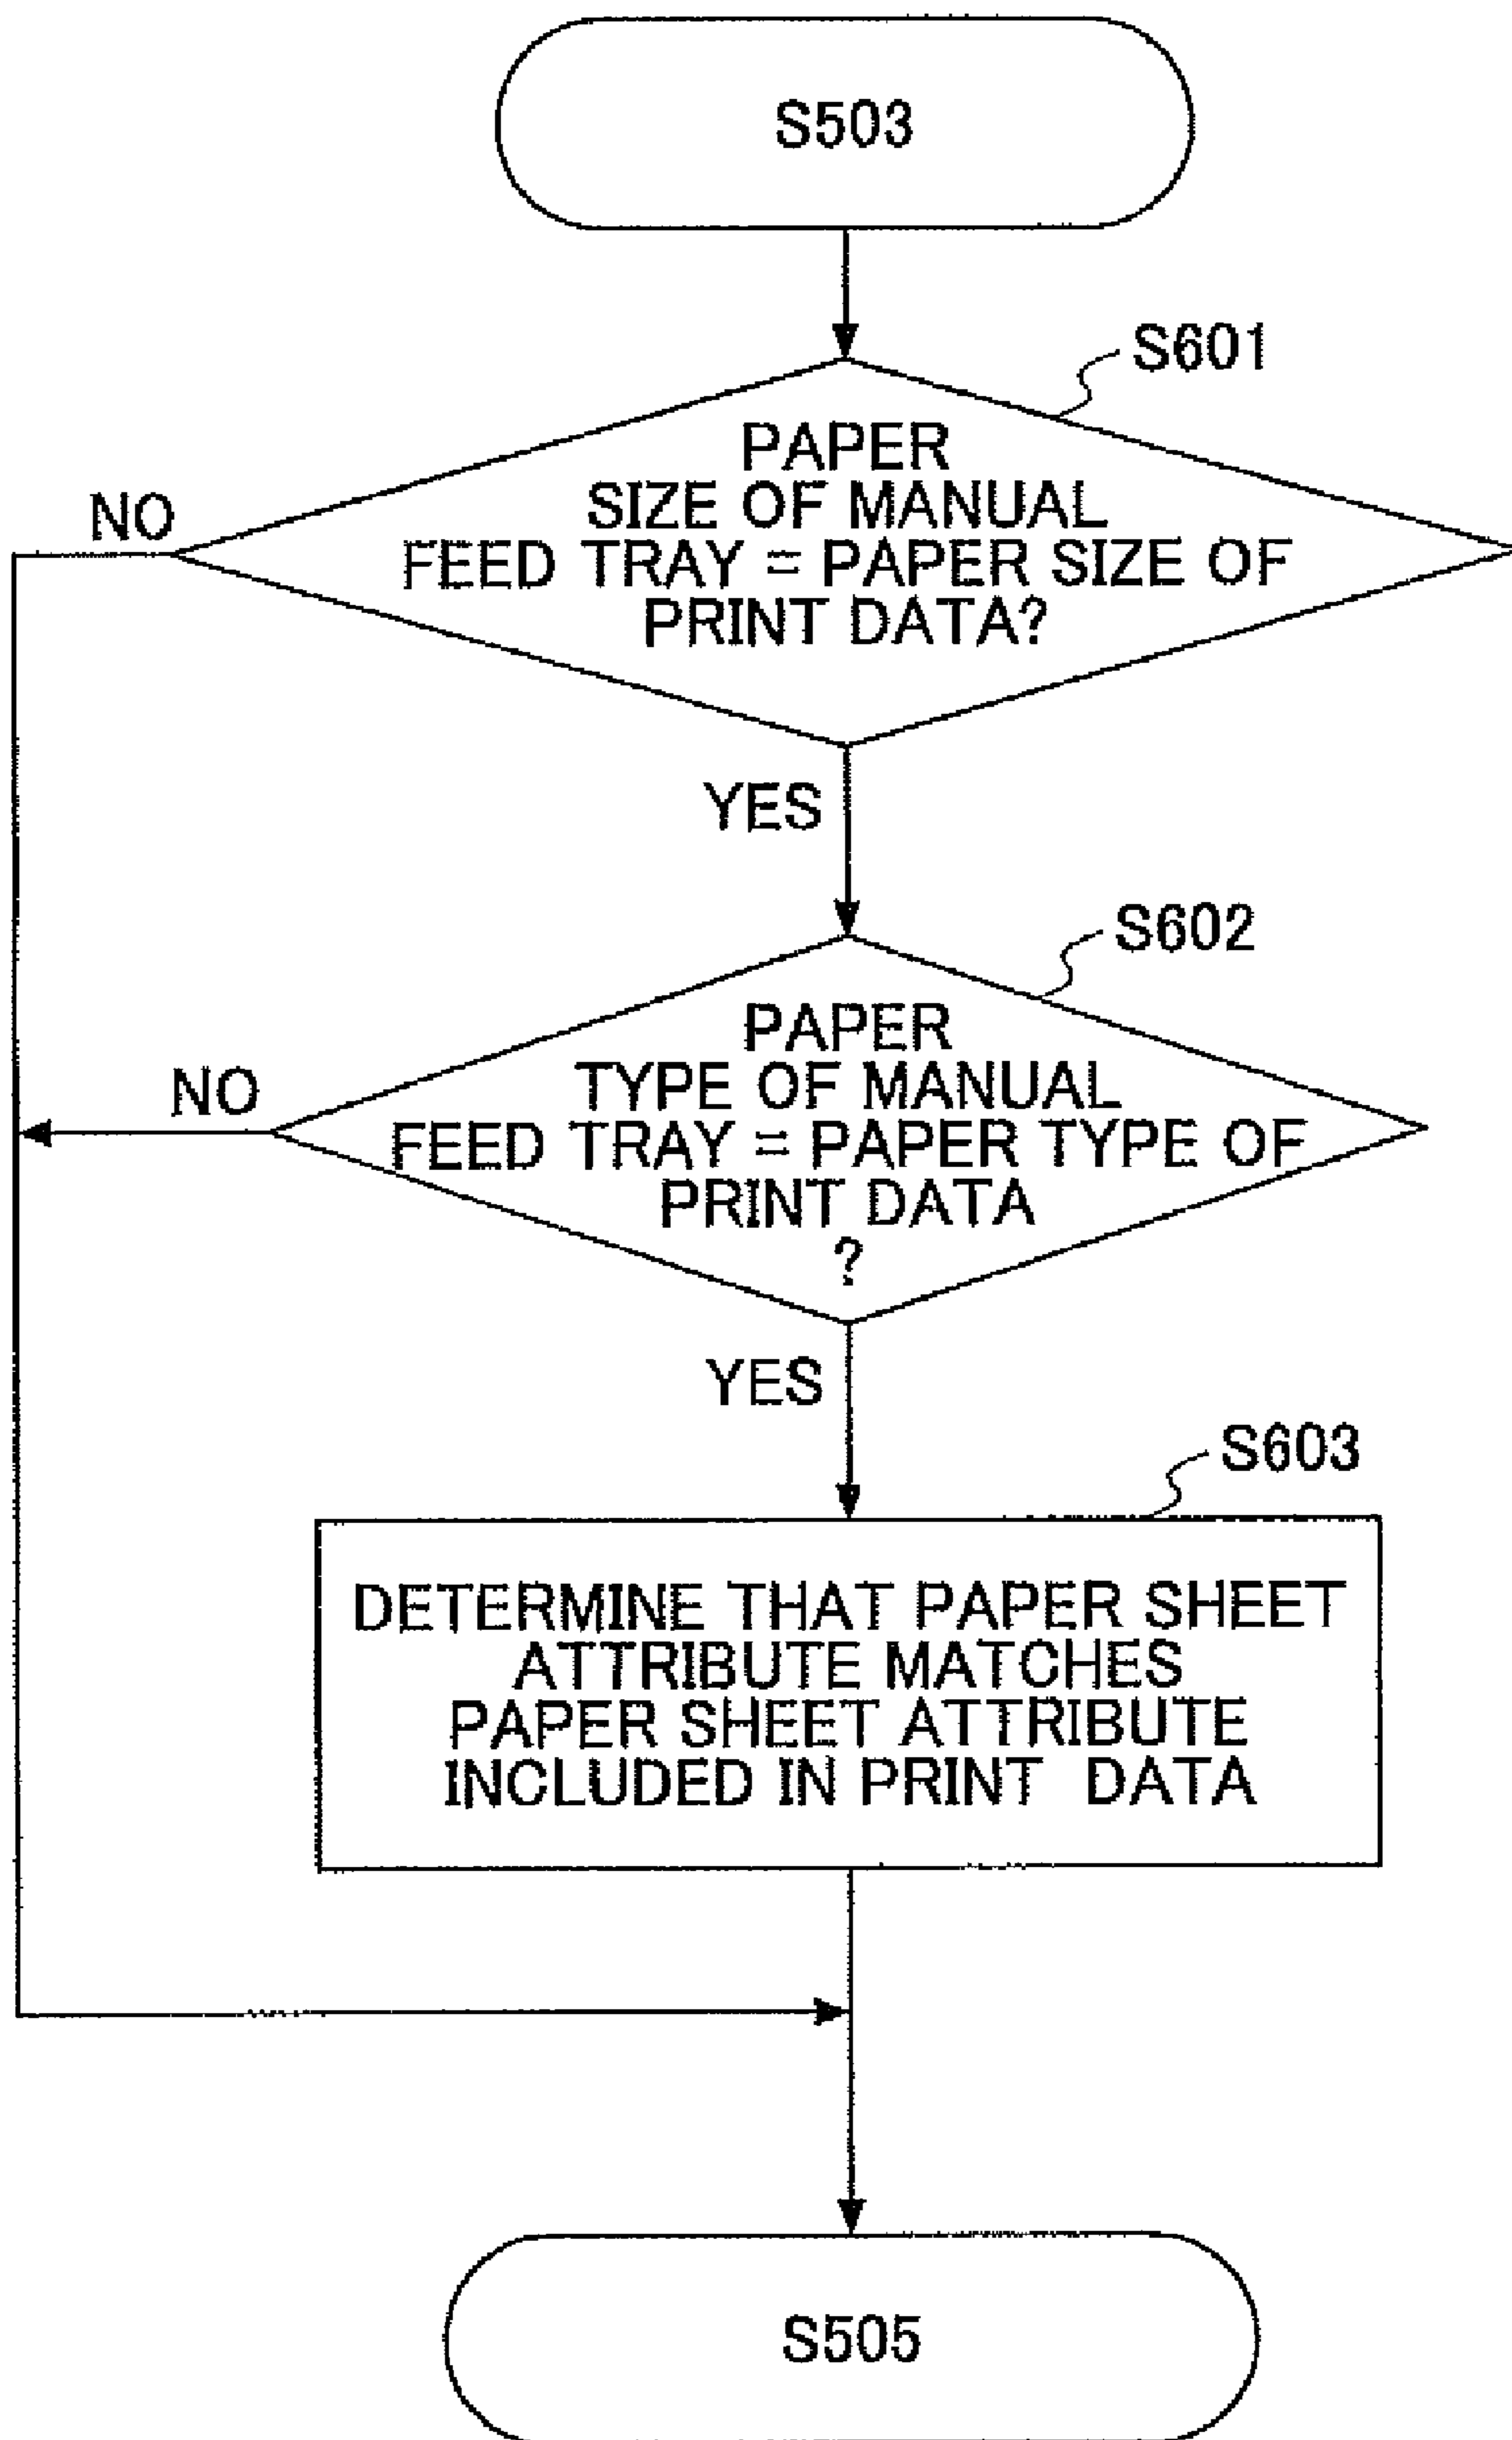 S503
S601
PAPER
SIZE OF MANUAL
FEED TRAY = PAPER SIZE OF
PRINT DATA?
NO
YES
S602
PAPER
TYPE OF MANUAL
FEED TRAY = PAPER TYPE OF
PRINT DATA
?
NO
YES
S603
DETERMINE THAT PAPER SHEET
ATTRIBUTE MATCHES
PAPER SHEET ATTRIBUTE
INCLUDED IN PRINT DATA
S505